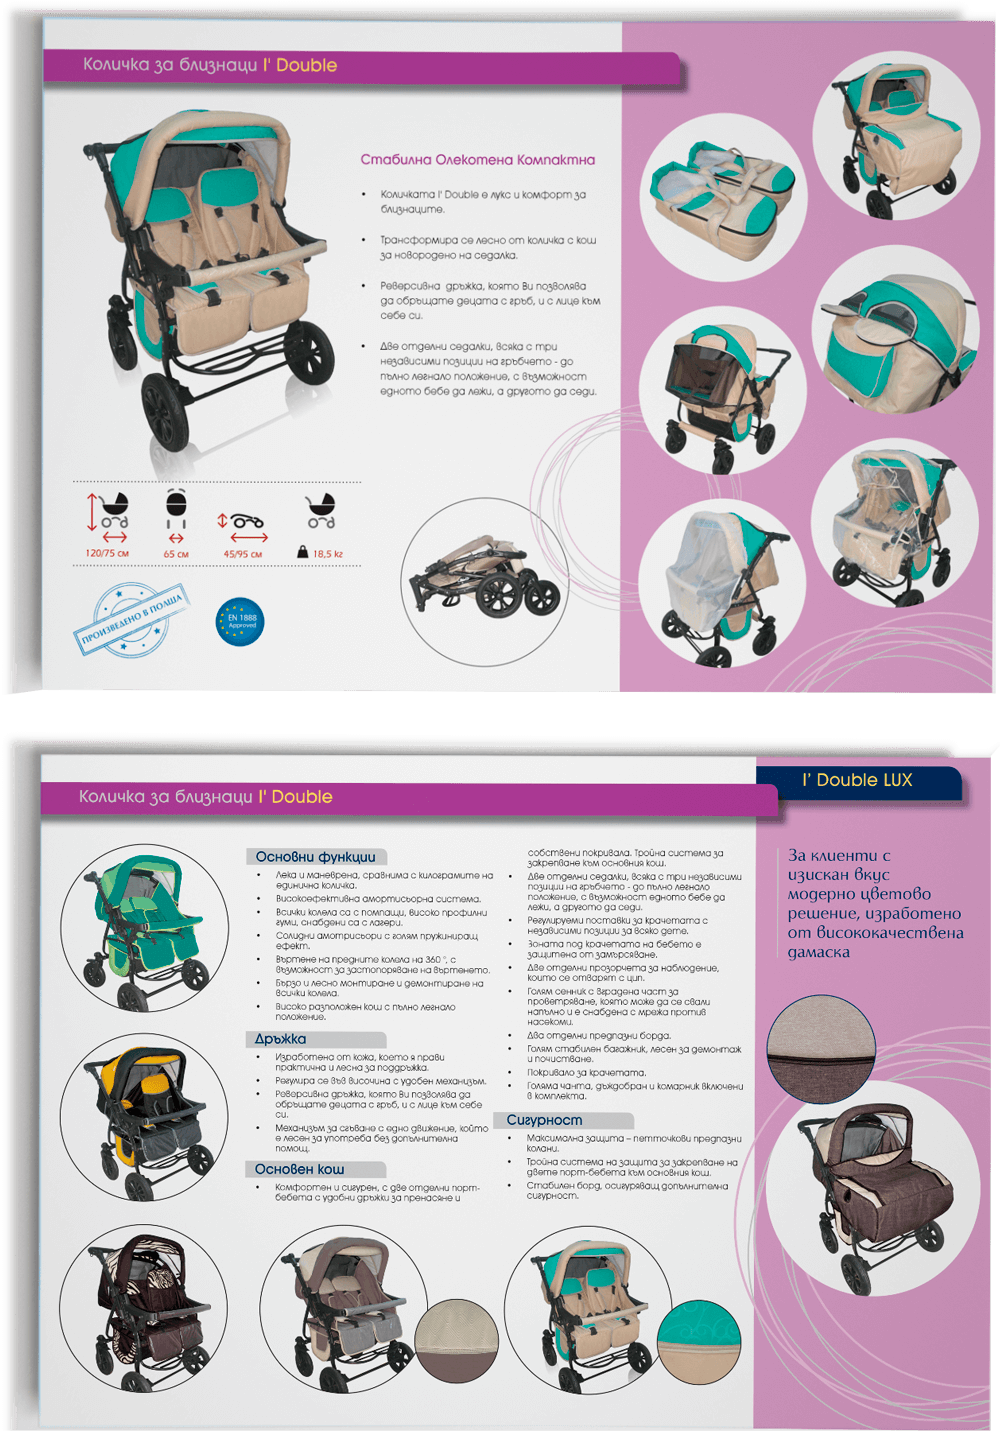 Количка за близнаци I' Double
Стабилна Олекотена Компактна
• Количката I' Double е лукс и комфорт за
близнаците.
• Трансформира се лесно от количка с кош
за новородено на седалка.
• Реверсивна дръжка, която Ви позволява
да обръщате децата с гръб, и с лице към
себе си.
• Две отделни седалки, всяка с три
независими позиции на гръбчето - до
пълно легнало положение, с възможност
едното бебе да лежи, а другото да седи.
120/75 см
65 см
45/95 см
18,5 кг
ПРОИЗВЕДЕНО В ПОЛША
EN 1888
Approved
Количка за близнаци I' Double
I' Double LUX
Основни функции
• Лека и маневрена, сравнима с килограмите на
единична количка.
• Високоефективна амортисьорна система.
• Всички колела са с помпащи, високо профилни
гуми, снабдени са с лагери.
• Солидни амотрисьори с голям пружиниращ
ефект.
• Въртене на предните колела на 360 °, с
възможност за застопоряване на въртенето.
• Бързо и лесно монтиране и демонтиране на
всички колела.
• Високо разположен кош с пълно легнало
положение.
Дръжка
• Изработена от кожа, което я прави
практична и лесна за поддръжка.
• Регулира се във височина с удобен механизъм.
• Реверсивна дръжка, която Ви позволява да
обръщате децата с гръб, и с лице към себе
си.
• Механизъм за сгъване с едно движение, който
е лесен за употреба без допълнителна
помощ.
Основен кош
• Комфортен и сигурен, с две отделни порт-
бебета с удобни дръжки за пренасяне и
собствени покривала. Тройна система за
закрепване към основния кош.
• Две отделни седалки, всяка с три независими
позиции на гръбчето - до пълно легнало
положение, с възможност едното бебе да
лежи, а другото да седи.
• Регулируеми поставки за крачетата с
независими позиции за всяко дете.
• Зоната под крачетата на бебето е
защитена от замърсяване.
• Две отделни прозорчета за наблюдение,
които се отварят с цип.
• Голям сенник с вградена част за
проветряване, която може да се свали
напълно и е снабдена с мрежа против
насекоми.
• Два отделни предпазни борда.
• Голям стабилен багажник, лесен за демонтаж
и почистване.
• Покривало за крачетата.
• Голяма чанта, дъждобран и комарник включени
в комплекта.
Сигурност
• Максимална защита – петточкови предпазни
колани.
• Тройна система на защита за закрепване на
двете порт-бебета към основния кош.
• Стабилен борд, осигуряващ допълнителна
сигурност.
За клиенти с
изискан вкус
модерно цветово
решение, изработено
от висококачествена
дамаска